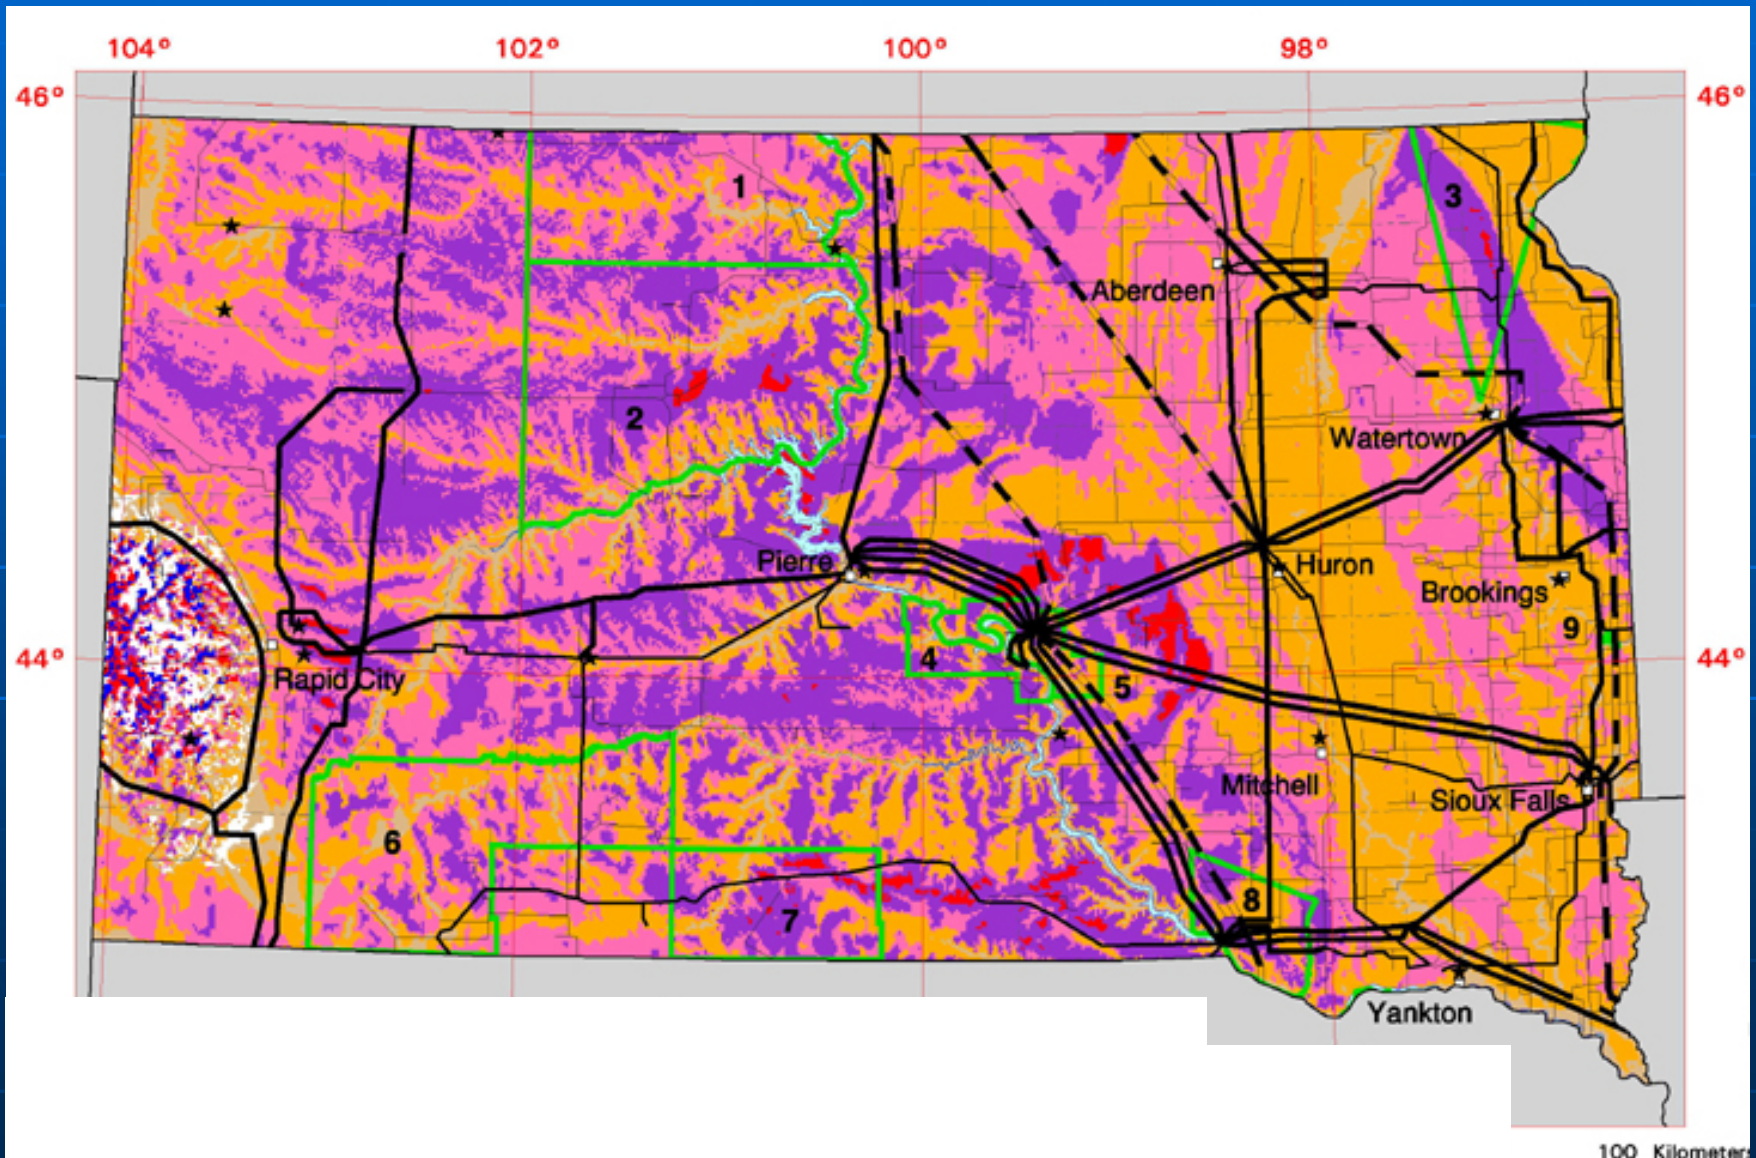 104° 102° 100° 98°
46° 46°
1
3
Aberdeen
2
Watertown
Pierre
Huron
Brookings
9
44° 44°
4
Rapid City
5
Mitchell
Sioux Falls
6
8
7
Yankton
100 Kilometers